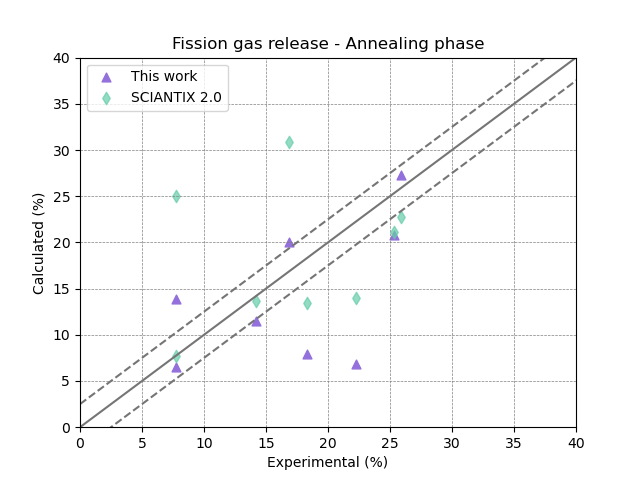 Fission gas release - Annealing phase
This work
SCIANTIX 2.0
Calculated (%)
40
35
30
25
20
15
10
5
0
0 5 10 15 20 25 30 35 40
Experimental (%)